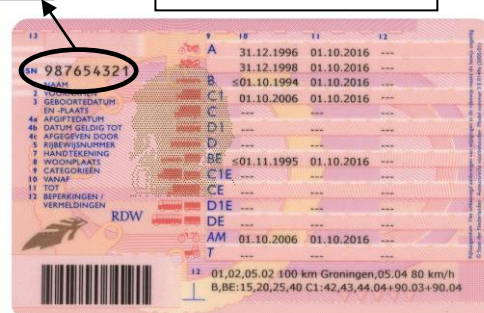 13 9 10 11 12
A 31.12.1996 01.10.2016 ---
31.12.1998 01.10.2016 ---
SN 987654321
B ≤01.10.1994 01.10.2016 ---
1 NAAM
2 VOORNAMEN
3 GEBOORTEDATUM
EN -PLAATS
4a AFGIFTEDATUM
4b DATUM GELDIG TOT
4c AFGEGEVEN DOOR
5 RIJBEWIJSNUMMER
7 HANDTEKENING
8 WOONPLAATS
9 CATEGORIEËN
10 VANAF
11 TOT
12 BEPERKINGEN /
VERMELDINGEN
RDW
C1 01.10.2006 01.10.2016 ---
C --- --- ---
D1 --- --- ---
D --- --- ---
BE ≤01.11.1995 01.10.2016 ---
C1E --- --- ---
CE --- --- ---
D1E --- --- ---
DE --- --- ---
AM 01.10.2006 01.10.2016 ---
T --- --- ---
12 01,02,05.02 100 km Groningen,05.04 80 km/h
B,BE:15,20,25,40 C1:42,43,44.04+90.03+90.04